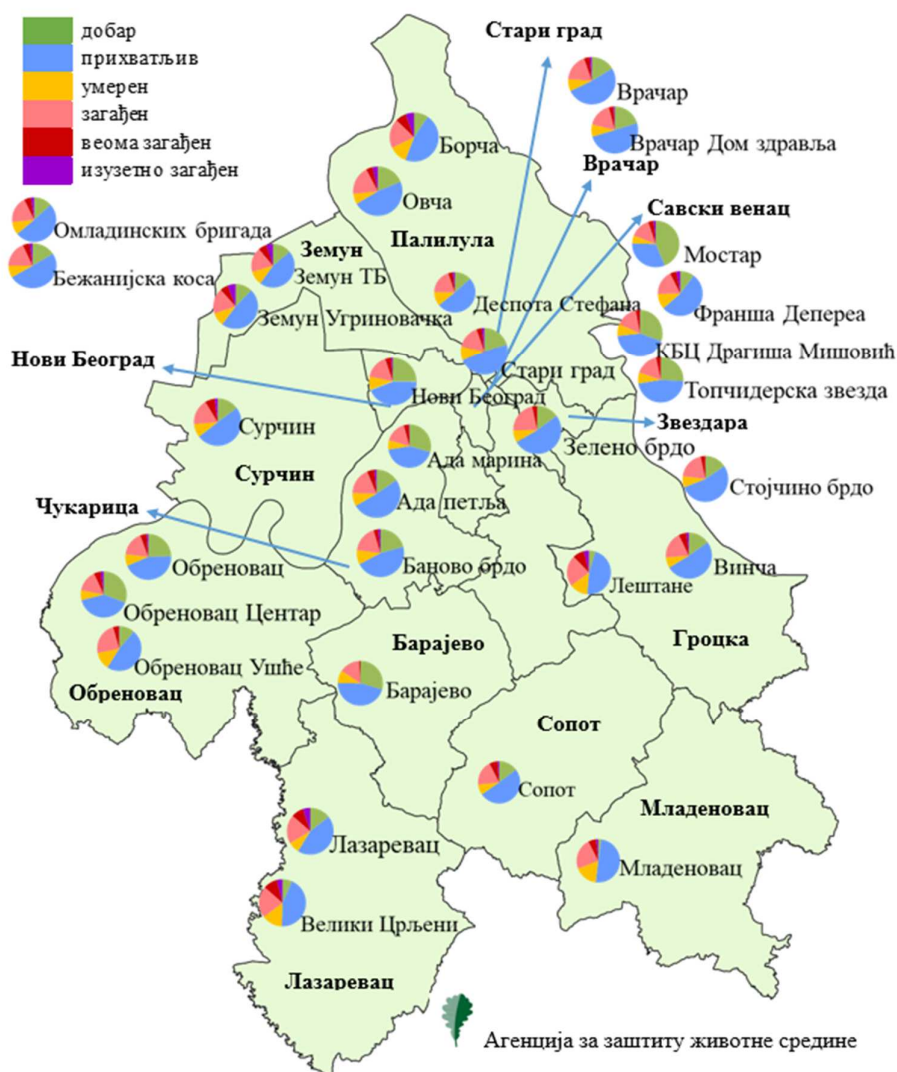 добар
прихватљив
умерен
загађен
веома загађен
изузетно загађен
Стари град
Врачар
Врачар Дом здравља
Врачар
Борча
Овча
Палилула
Савски венац
Мостар
Омладинских бригада
Бежанијска коса
Земун
Земун ТБ
Земун Угриновачка
Деспота Стефана
Франша Депереа
КБЦ Драгиша Мишовић
Топчидерска звезда
Стари град
Нови Београд
Нови Београд
Звездара
Сурчин
Зелено брдо
Ада марина
Сурчин
Стојчино брдо
Ада петља
Чукарица
Баново брдо
Обреновац
Винча
Лештане
Обреновац Центар
Гроцка
Барајево
Обреновац Ушће
Обреновац
Барајево
Сопот
Сопот
Младеновац
Лазаревац
Младеновац
Велики Црљени
Лазаревац
Агенција за заштиту животне средине